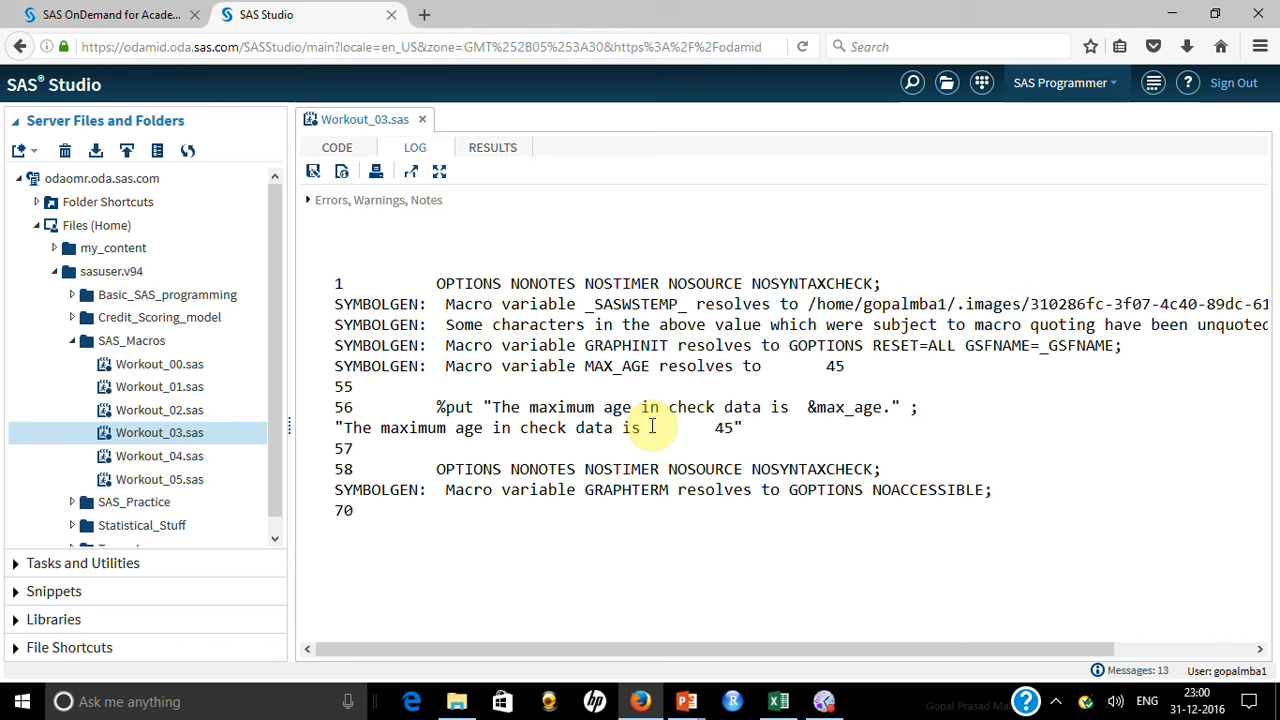 SAS OnDemand for Acade...
SAS Studio
https://odamid.oda.sas.com/SASStudio/main?locale=en_US&zone=GMT%252B05%253A30&https%3A%2F%2Fodamid
Search
SAS® Studio
SAS Programmer
Sign Out
Server Files and Folders
odaomr.oda.sas.com
Folder Shortcuts
Files (Home)
my_content
sasuser.v94
Basic_SAS_programming
Credit_Scoring_model
SAS_Macros
Workout_00.sas
Workout_01.sas
Workout_02.sas
Workout_03.sas
Workout_04.sas
Workout_05.sas
SAS_Practice
Statistical_Stuff
Tasks and Utilities
Snippets
Libraries
File Shortcuts
Workout_03.sas
CODE LOG RESULTS
Errors, Warnings, Notes
1 OPTIONS NONOTES NOSTIMER NOSOURCE NOSYNTAXCHECK;
SYMBOLGEN: Macro variable _SASWSTEMP_ resolves to /home/gopalmba1/.images/310286fc-3f07-4c40-89dc-61
SYMBOLGEN: Some characters in the above value which were subject to macro quoting have been unquoted
SYMBOLGEN: Macro variable GRAPHINIT resolves to GOPTIONS RESET=ALL GSFNAME=_GSFNAME;
SYMBOLGEN: Macro variable MAX_AGE resolves to 45
55
56 %put "The maximum age in check data is &max_age." ;
"The maximum age in check data is 45"
57
58 OPTIONS NONOTES NOSTIMER NOSOURCE NOSYNTAXCHECK;
SYMBOLGEN: Macro variable GRAPHTERM resolves to GOPTIONS NOACCESSIBLE;
70
Messages: 13
User: gopalmba1
Ask me anything
ENG
23:00
31-12-2016
Gopal Prasad